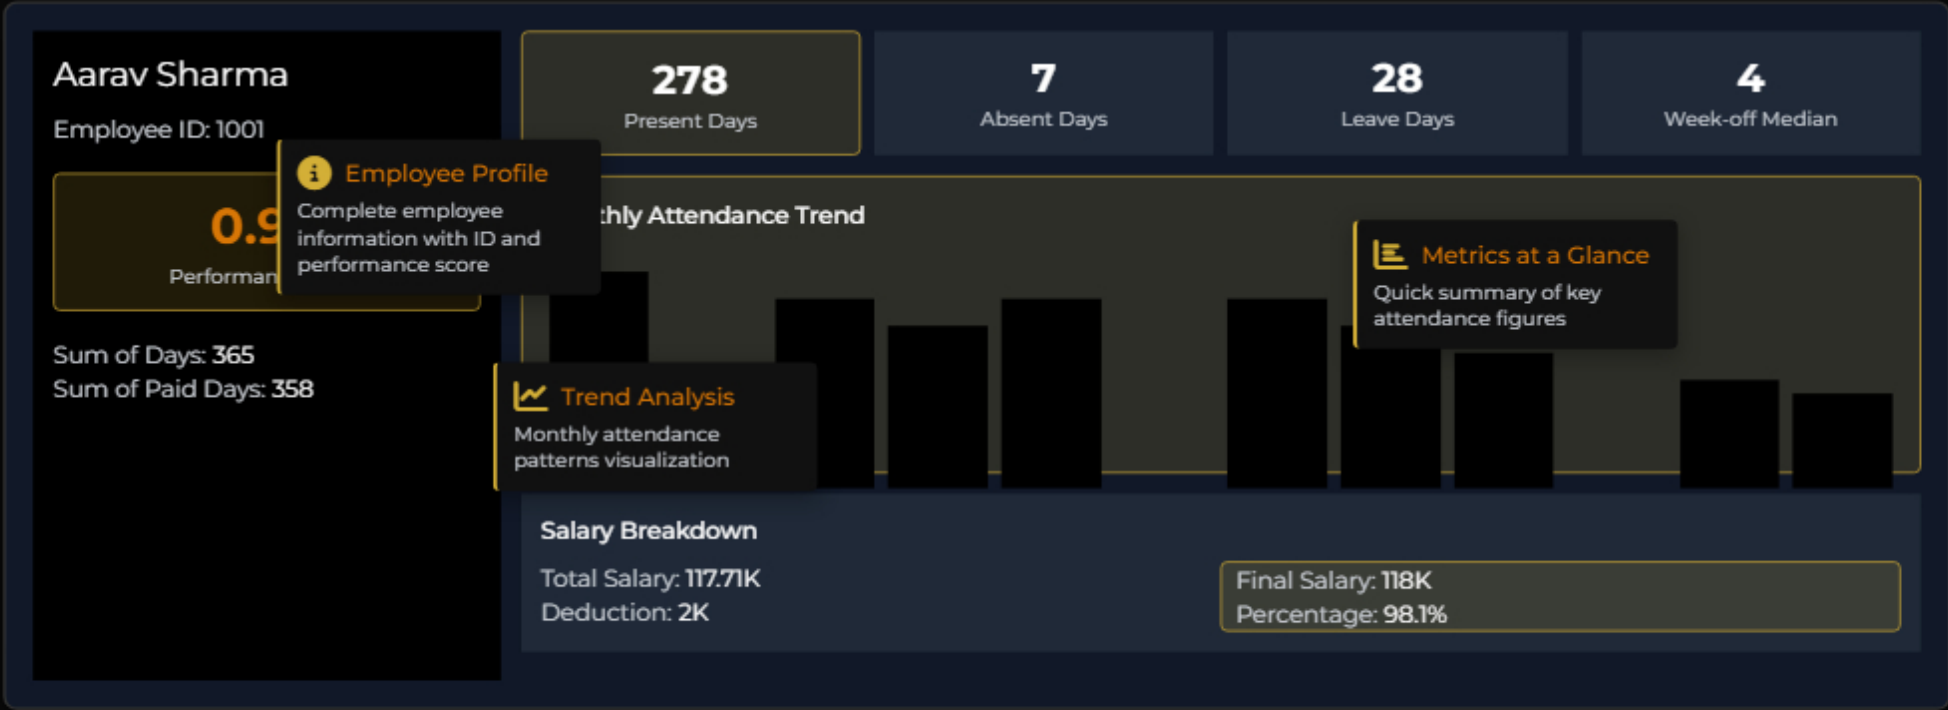 Aarav Sharma
Employee ID: 1001
Employee Profile
Complete employee
information with ID and
performance score
Sum of Days: 365
Sum of Paid Days: 358
278
Present Days
7
Absent Days
28
Leave Days
4
Week-off Median
Attendance Trend
Metrics at a Glance
Quick summary of key
attendance figures
Trend Analysis
Monthly attendance
patterns visualization
Salary Breakdown
Total Salary: 117.71K
Deduction: 2K
Final Salary: 118K
Percentage: 98.1%